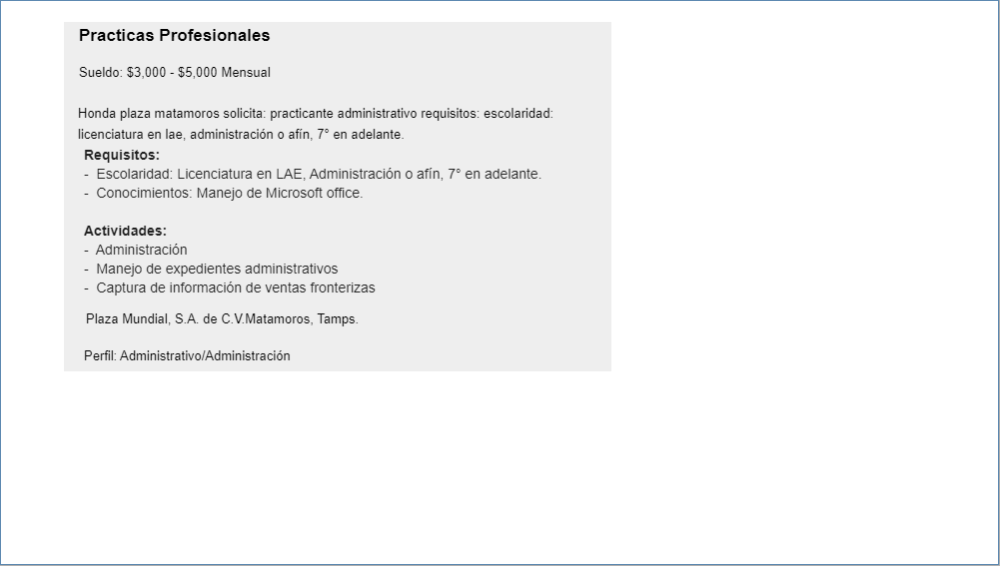 Practicas Profesionales
Sueldo: $3,000 - $5,000 Mensual
Honda plaza matamoros solicita: practicante administrativo requisitos: escolaridad:
licenciatura en lae, administración o afín, 7° en adelante.
Requisitos:
- Escolaridad: Licenciatura en LAE, Administración o afín, 7° en adelante.
- Conocimientos: Manejo de Microsoft office.
Actividades:
- Administración
- Manejo de expedientes administrativos
- Captura de información de ventas fronterizas
Plaza Mundial, S.A. de C.V.Matamoros, Tamps.
Perfil: Administrativo/Administración